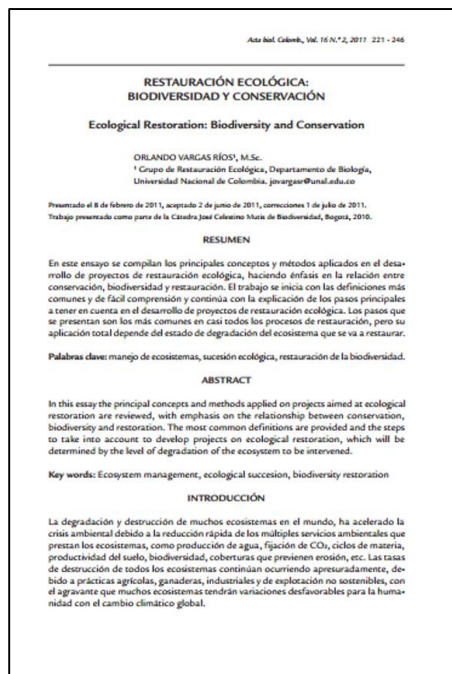 Acta biol. Colomb., Vol. 16 N.º 2, 2011 221 - 246
RESTAURACIÓN ECOLÓGICA:
BIODIVERSIDAD Y CONSERVACIÓN
Ecological Restoration: Biodiversity and Conservation
ORLANDO VARGAS RÍOS¹, M.Sc.
¹ Grupo de Restauración Ecológica, Departamento de Biología,
Universidad Nacional de Colombia. jovargasr@unal.edu.co
Presentado el 8 de febrero de 2011, aceptado 2 de junio de 2011, correcciones 1 de julio de 2011.
Trabajo presentado como parte de la Cátedra José Celestino Mutis de Biodiversidad, Bogotá, 2010.
RESUMEN
En este ensayo se compilan los principales conceptos y métodos aplicados en el desa-
rrollo de proyectos de restauración ecológica, haciendo énfasis en la relación entre
conservación, biodiversidad y restauración. El trabajo se inicia con las definiciones más
comunes y de fácil comprensión y continúa con la explicación de los pasos principales
a tener en cuenta en el desarrollo de proyectos de restauración ecológica. Los pasos que
se presentan son los más comunes en casi todos los procesos de restauración, pero su
aplicación total depende del estado de degradación del ecosistema que se va a restaurar.
Palabras clave: manejo de ecosistemas, sucesión ecológica, restauración de la biodiversidad.
ABSTRACT
In this essay the principal concepts and methods applied on projects aimed at ecological
restoration are reviewed, with emphasis on the relationship between conservation,
biodiversity and restoration. The most common definitions are provided and the steps
to take into account to develop projects on ecological restoration, which will be
determined by the level of degradation of the ecosystem to be intervened.
Key words: Ecosystem management, ecological succesion, biodiversity restoration
INTRODUCCIÓN
La degradación y destrucción de muchos ecosistemas en el mundo, ha acelerado la
crisis ambiental debido a la reducción rápida de los múltiples servicios ambientales que
prestan los ecosistemas, como producción de agua, fijación de CO₂, ciclos de materia,
productividad del suelo, biodiversidad, coberturas que previenen erosión, etc. Las tasas
de destrucción de todos los ecosistemas continúan ocurriendo apresuradamente, de-
bido a prácticas agrícolas, ganaderas, industriales y de explotación no sostenibles, con
el agravante que muchos ecosistemas tendrán variaciones desfavorables para la huma-
nidad con el cambio climático global.